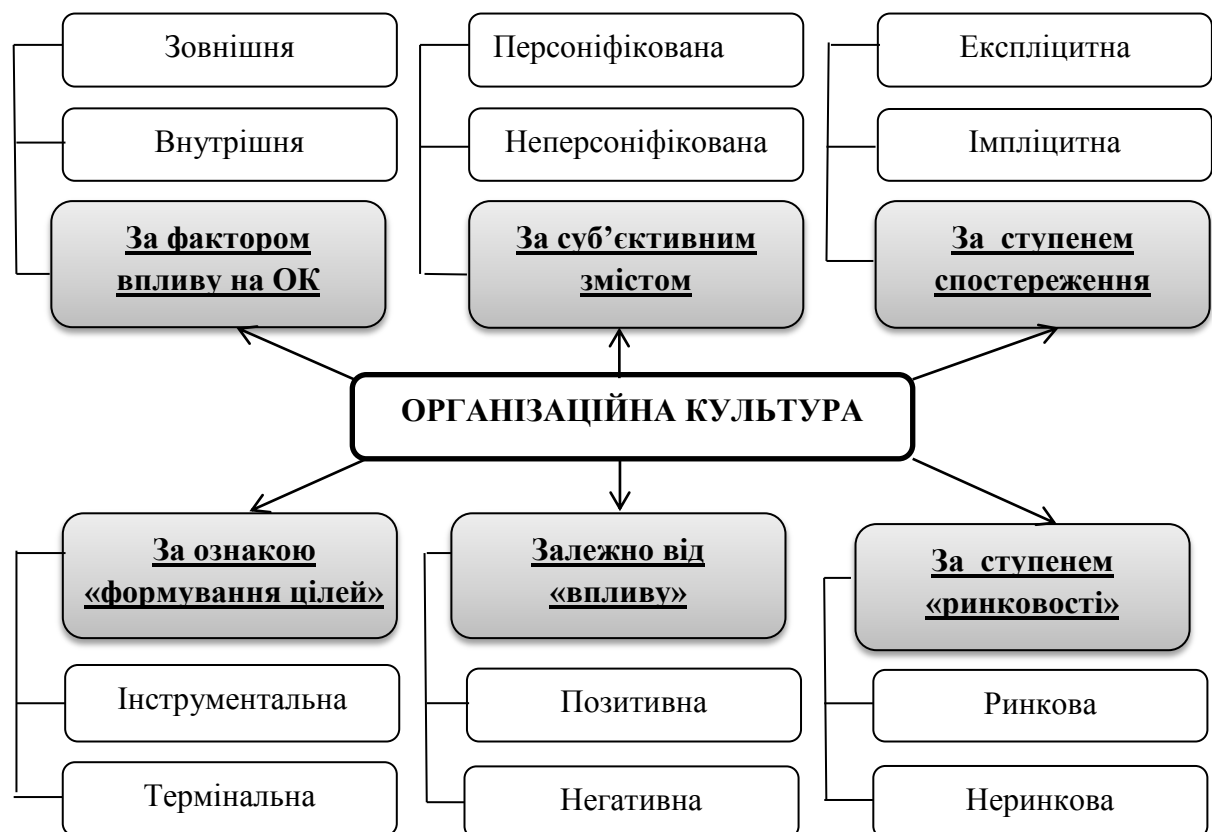 Зовнішня
Персоніфікована
Експліцитна
Внутрішня
Неперсоніфікована
Імпліцитна
За фактором
впливу на ОК
За суб’єктивним
змістом
За ступенем
спостереження
ОРГАНІЗАЦІЙНА КУЛЬТУРА
За ознакою
«формування цілей»
Залежно від
«впливу»
За ступенем
«ринковості»
Інструментальна
Позитивна
Ринкова
Термінальна
Негативна
Неринкова